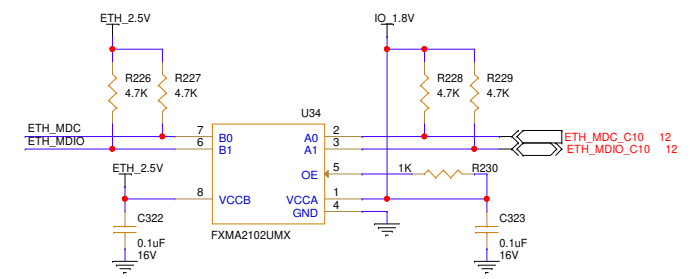 ETH_2.5V
IO_1.8V
R226
4.7K
R227
4.7K
R228
4.7K
R229
4.7K
U34
ETH_MDC
7
B0
A0
2
ETH_MDC_C10 12
ETH_MDIO
6
B1
A1
3
ETH_MDIO_C10 12
ETH_2.5V
OE
5
1K
R230
8
VCCB
VCCA
1
GND
4
C322
0.1uF
16V
FXMA2102UMX
C323
0.1uF
16V